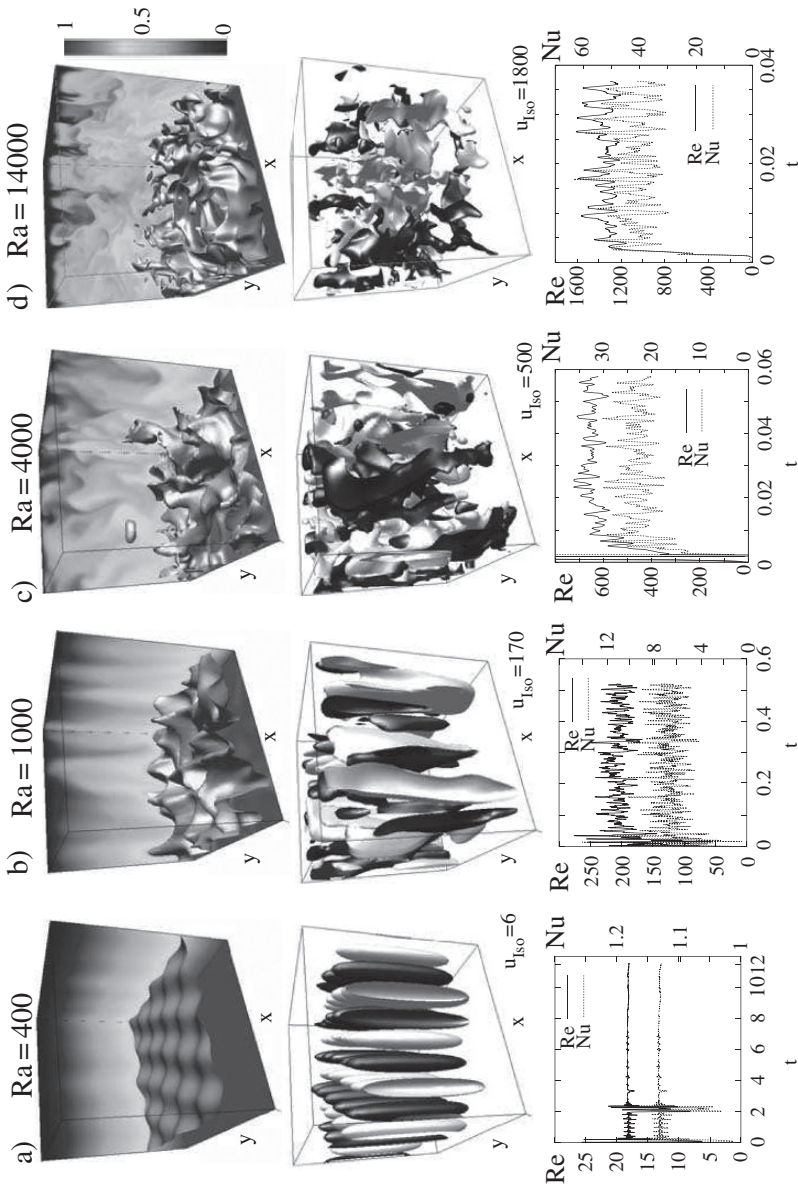 a) Ra = 400
b) Ra = 1000
c) Ra = 4000
d) Ra = 14000
1
0.5
0
y x
y x
y x
y x
y x u_Iso=6
y x u_Iso=170
y x u_Iso=500
y x u_Iso=1800
Re Nu
25
20 1.2
15
10 1.1
5
0 1
Re
Nu
0 2 4 6 8 1012
t
Re Nu
250
200 12
150 8
100
50 4
0 0
Re
Nu
0 0.2 0.4 0.6
t
Re Nu
600 30
400 20
200 10
0 0
Re
Nu
0 0.02 0.04 0.06
t
Re Nu
1600 60
1200 40
800
400 20
0 0
Re
Nu
0 0.02 0.04
t